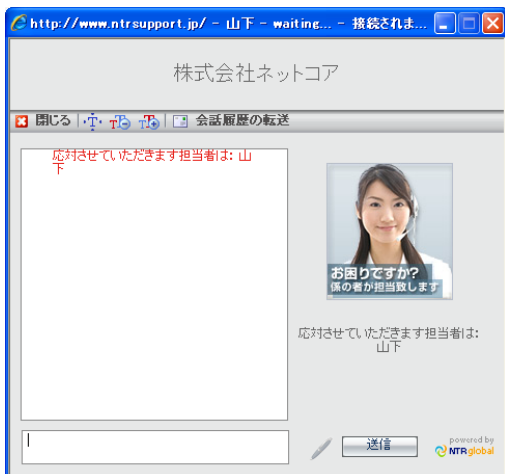 http://www.ntrsupport.jp/ - 山下 - waiting... - 接続されま...
株式会社ネットコア
閉じる
会話履歴の転送
応対させていただきます担当者は: 山
下
お困りですか?
係の者が担当致します
応対させていただきます担当者は:
山下
送信
powered by
NTRglobal